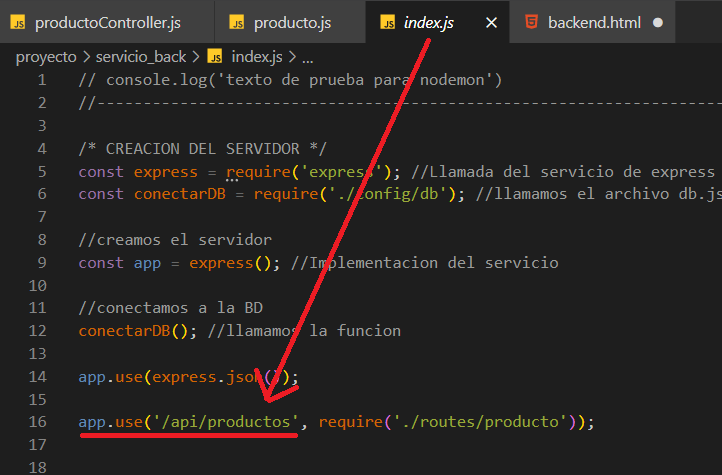 JS productoController.js JS producto.js JS index.js × 5 backend.html ●
proyecto > servicio_back > JS index.js > ...
1 // console.log('texto de prueba para nodemon')
2 //------------------------------------------------------------------------
3
4 /* CREACION DEL SERVIDOR */
5 const express = require('express'); //Llamada del servicio de express
6 const conectarDB = require('./config/db'); //llamamos el archivo db.js
7
8 //creamos el servidor
9 const app = express(); //Implementacion del servicio
10
11 //conectamos a la BD
12 conectarDB(); //llamamos la funcion
13
14 app.use(express.json());
15
16 app.use('/api/productos', require('./routes/producto'));
17
18